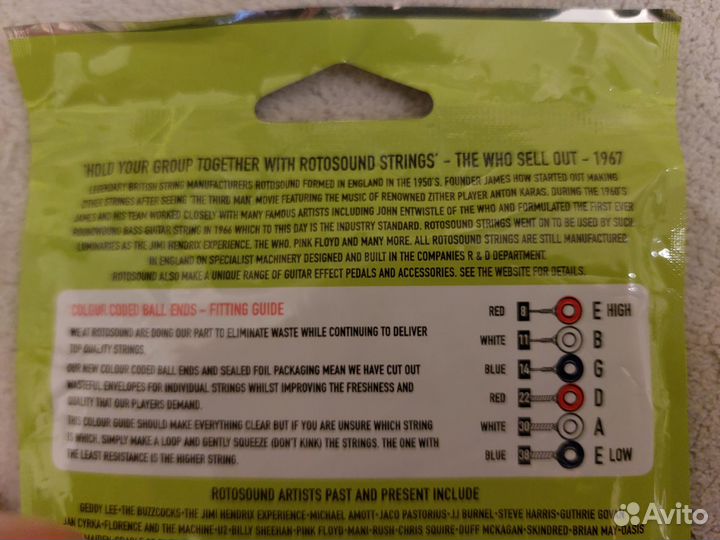 'HOLD YOUR GROUP TOGETHER WITH ROTOSOUND STRINGS' - THE WHO SELL OUT - 1967
LEGENDARY BRITISH STRING MANUFACTURERS ROTOSOUND FORMED IN ENGLAND IN THE 1950'S. FOUNDER JAMES HOW STARTED OUT MAKING
ZITHER STRINGS AFTER SEEING 'THE THIRD MAN' MOVIE FEATURING THE MUSIC OF RENOWNED ZITHER PLAYER ANTON KARAS. DURING THE 1960'S
JAMES AND HIS TEAM WORKED CLOSELY WITH MANY FAMOUS ARTISTS INCLUDING JOHN ENTWISTLE OF THE WHO AND FORMULATED THE FIRST EVER
ROUNDWOUND BASS GUITAR STRING IN 1966 WHICH TO THIS DAY IS THE INDUSTRY STANDARD. ROTOSOUND STRINGS WENT ON TO BE USED BY SUCH
LUMINARIES AS THE JIMI HENDRIX EXPERIENCE, THE WHO, PINK FLOYD AND MANY MORE. ALL ROTOSOUND STRINGS ARE STILL MANUFACTURED
IN ENGLAND ON SPECIALIST MACHINERY DESIGNED AND BUILT IN THE COMPANIES R & D DEPARTMENT.
ROTOSOUND ALSO MAKE A UNIQUE RANGE OF GUITAR EFFECT PEDALS AND ACCESSORIES. SEE THE WEBSITE FOR DETAILS.
COLOUR CODED BALL ENDS - FITTING GUIDE
WE AT ROTOSOUND ARE DOING OUR PART TO ELIMINATE WASTE WHILE CONTINUING TO DELIVER
TOP QUALITY STRINGS.
OUR NEW COLOUR CODED BALL ENDS AND SEALED FOIL PACKAGING MEAN WE HAVE CUT OUT
WASTEFUL ENVELOPES FOR INDIVIDUAL STRINGS WHILST IMPROVING THE FRESHNESS AND
QUALITY THAT OUR PLAYERS DEMAND.
THIS COLOUR GUIDE SHOULD MAKE EVERYTHING CLEAR BUT IF YOU ARE UNSURE WHICH STRING
IS WHICH, SIMPLY MAKE A LOOP AND GENTLY SQUEEZE (DON'T KINK) THE STRINGS. THE ONE WITH
THE LEAST RESISTANCE IS THE HIGHER STRING.
RED 8 E HIGH
WHITE 11 B
BLUE 14 G
RED 22 D
WHITE 30 A
BLUE 38 E LOW
ROTOSOUND ARTISTS PAST AND PRESENT INCLUDE
GEDDY LEE•THE BUZZCOCKS•THE JIMI HENDRIX EXPERIENCE•MICHAEL AMOTT•JACO PASTORIUS•JJ BURNEL•STEVE HARRIS•GUTHRIE GOVAN
JAN CYRKA•FLORENCE AND THE MACHINE•U2•BILLY SHEEHAN•PINK FLOYD•MANI•RUSH•CHRIS SQUIRE•DUFF MCKAGAN•SKINDRED•BRIAN MAY•OASIS
Avito